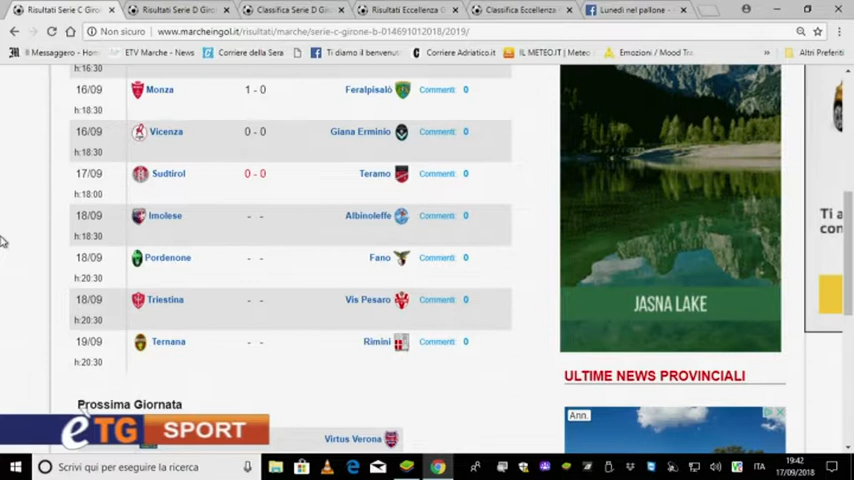 Risultati Serie C Giro
Risultati Serie D Giro
Classifica Serie D Giro
Risultati Eccellenza G
Classifica Eccellenza
Lunedì nel pallone -
Non sicuro | www.marcheingol.it/risultati/marche/serie-c-girone-b-014691012018/2019/
Il Messaggero - Hom
ETV Marche - News
Corriere della Sera
Ti diamo il benvenut
Corriere Adriatico.it
IL METEO.IT | Meteo
Emozioni / Mood Tra
Altri Preferiti
h:16:30
16/09 Monza 1 - 0 Feralpisalò Commenti: 0
h:18:30
16/09 Vicenza 0 - 0 Giana Erminio Commenti: 0
h:18:30
17/09 Sudtirol 0 - 0 Teramo Commenti: 0
h:18:00
18/09 Imolese - - Albinoleffe Commenti: 0
h:18:30
18/09 Pordenone - - Fano Commenti: 0
h:20:30
18/09 Triestina - - Vis Pesaro Commenti: 0
h:20:30
19/09 Ternana - - Rimini Commenti: 0
h:20:30
JASNA LAKE
Ti a
con
ULTIME NEWS PROVINCIALI
Ann.
Prossima Giornata
Virtus Verona
èTG SPORT
Scrivi qui per eseguire la ricerca
ITA
19:42
17/09/2018